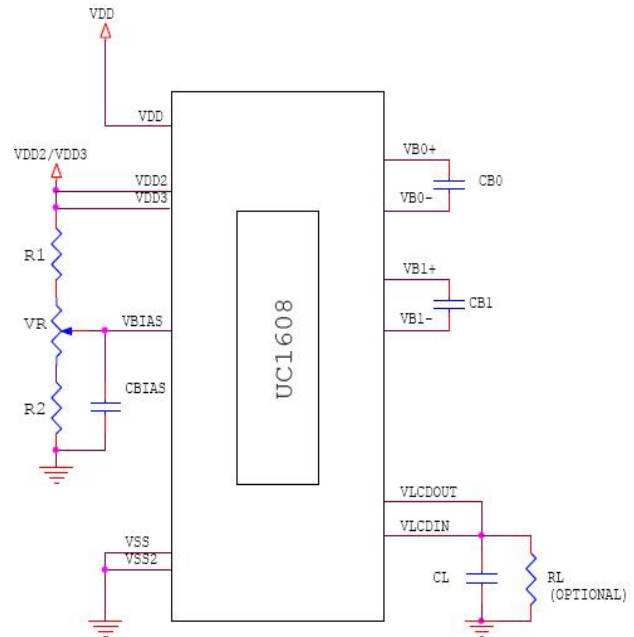 VDD
VDD
VDD2/VDD3
VDD2
VDD3
R1
VR
VBIAS
R2
CBIAS
VSS
VSS2
UC1608
VB0+
CB0
VB0-
VB1+
CB1
VB1-
VLCDOUT
VLCDIN
CL
RL
(OPTIONAL)